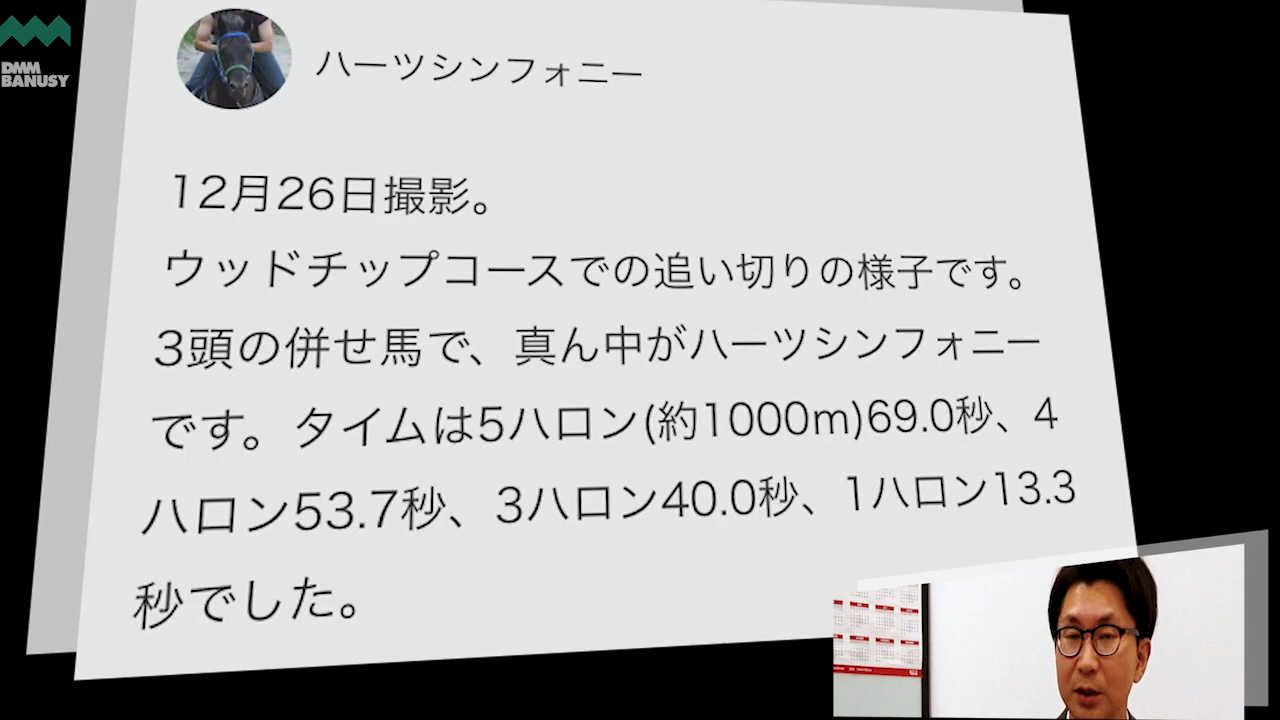 DMM
BANUSY
ハーツシンフォニー
12月26日撮影。
ウッドチップコースでの追い切りの様子です。
3頭の併せ馬で、真ん中がハーツシンフォニー
です。タイムは5ハロン(約1000m)69.0秒、4
ハロン53.7秒、3ハロン40.0秒、1ハロン13.3
秒でした。